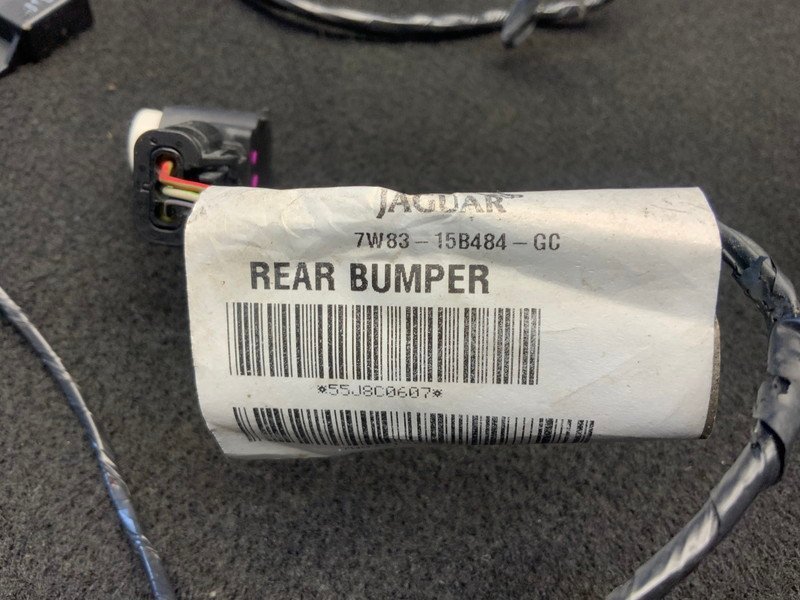 JAGUAR
7W83-15B484-GC
REAR BUMPER
*55J8C0607*